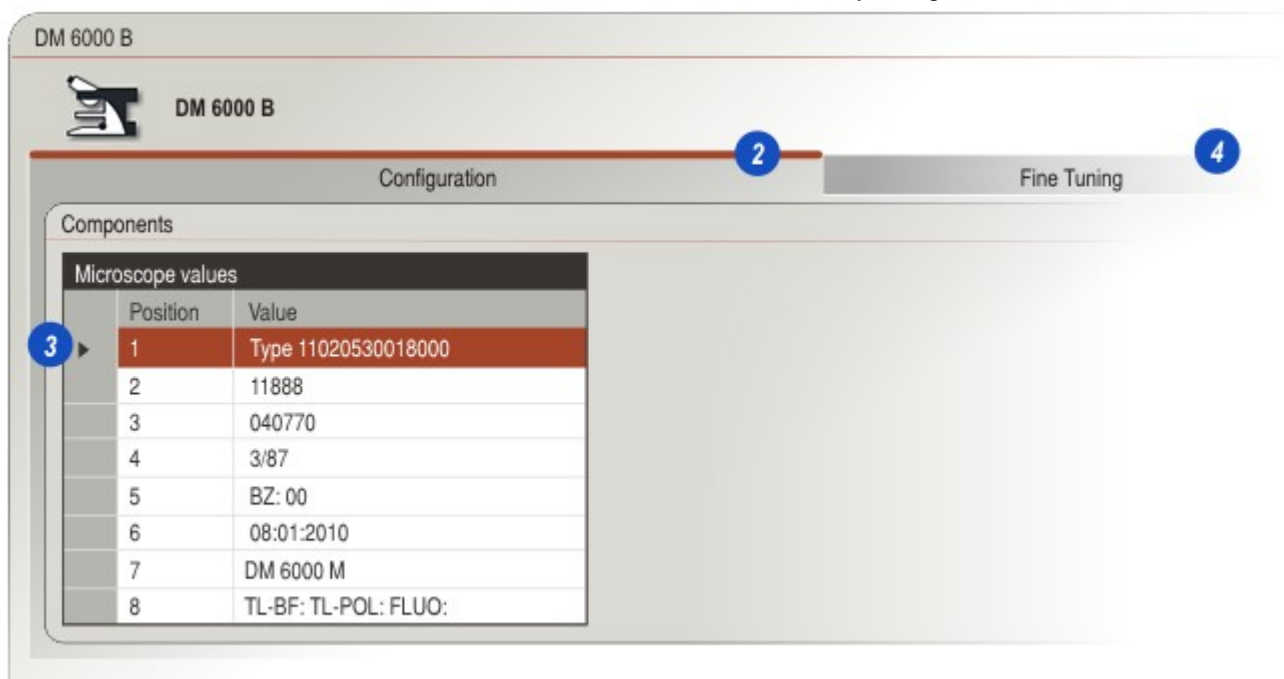 DM 6000 B
DM 6000 B
2
4
Configuration
Fine Tuning
Components
Microscope values
Position Value
3 1 Type 11020530018000
2 11888
3 040770
4 3/87
5 BZ: 00
6 08:01:2010
7 DM 6000 M
8 TL-BF: TL-POL: FLUO: